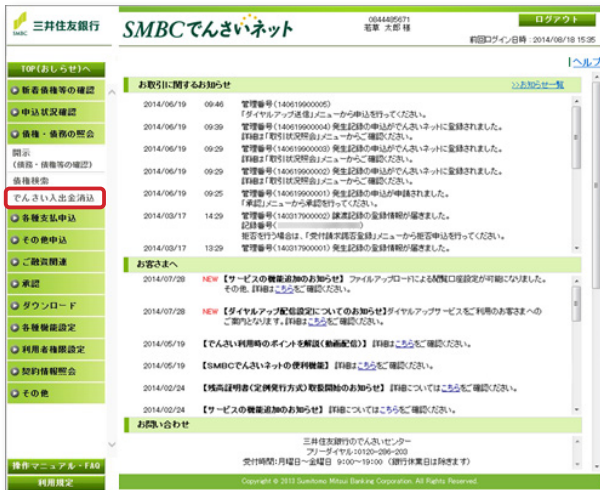 三井住友銀行
SMBC
SMBCでんさいネット
0844485671
若草 太郎 様
ログアウト
前回ログイン日時：2014/08/18 15:35
ヘルプ
TOP(おしらせ)へ
新着債権等の確認
申込状況確認
債権・債務の照会
開示
(債務・債権等の確認)
債権検索
でんさい入出金消込
各種支払申込
その他申込
ご融資関連
承認
ダウンロード
各種機能設定
利用者権限設定
契約情報照会
その他
操作マニュアル・FAQ
利用規定
お取引に関するお知らせ
>>お知らせ一覧
2014/06/19 09:46 管理番号(140619900005)
「ダイヤルアップ送信」メニューから申込を行ってください。
2014/06/19 09:39 管理番号(140619900004) 発生記録の申込がでんさいネットに登録されました。
詳細は「取引状況照会」メニューからご確認ください。
2014/06/19 09:29 管理番号(140619900003) 発生記録の申込がでんさいネットに登録されました。
詳細は「取引状況照会」メニューからご確認ください。
2014/06/19 09:29 管理番号(140619900002) 発生記録の申込がでんさいネットに登録されました。
詳細は「取引状況照会」メニューからご確認ください。
2014/06/19 09:25 管理番号(140619900001) 発生記録の申込が申請されました。
「承認」メニューから承認を行ってください。
2014/03/17 14:29 管理番号(140317900002) 譲渡記録の登録情報が届きました。
記録番号( )
拒否を行う場合は、「受付請求諾否登録」メニューから拒否申込を行ってください。
2014/03/17 13:29 管理番号(140317900001) 発生記録の登録情報が届きました。
お客さまへ
2014/07/28 NEW 【サービスの機能追加のお知らせ】 ファイルアップロードによる閲覧口座設定が可能になりました。
その他、詳細はこちらをご確認ください。
2014/07/28 NEW 【ダイヤルアップ配信設定についてのお知らせ】ダイヤルアップサービスをご利用のお客さまへの
ご案内となります。詳細はこちらをご確認ください。
2014/05/19 【でんさい利用時のポイントを解説(動画配信)】 詳細はこちらをご確認ください。
2014/05/19 【SMBCでんさいネットの便利機能】 詳細はこちらをご確認ください。
2014/02/24 【残高証明書(定例発行方式)取扱開始のお知らせ】 詳細についてはこちらをご確認ください。
2014/02/24 【サービスの機能追加のお知らせ】 詳細についてはこちらをご確認ください。
お問い合わせ
三井住友銀行のでんさいセンター
フリーダイヤル:0120-286-203
受付時間:月曜日～金曜日 9:00～19:00 (銀行休業日は除きます)
Copyright © 2013 Sumitomo Mitsui Banking Corporation. All Rights Reserved.